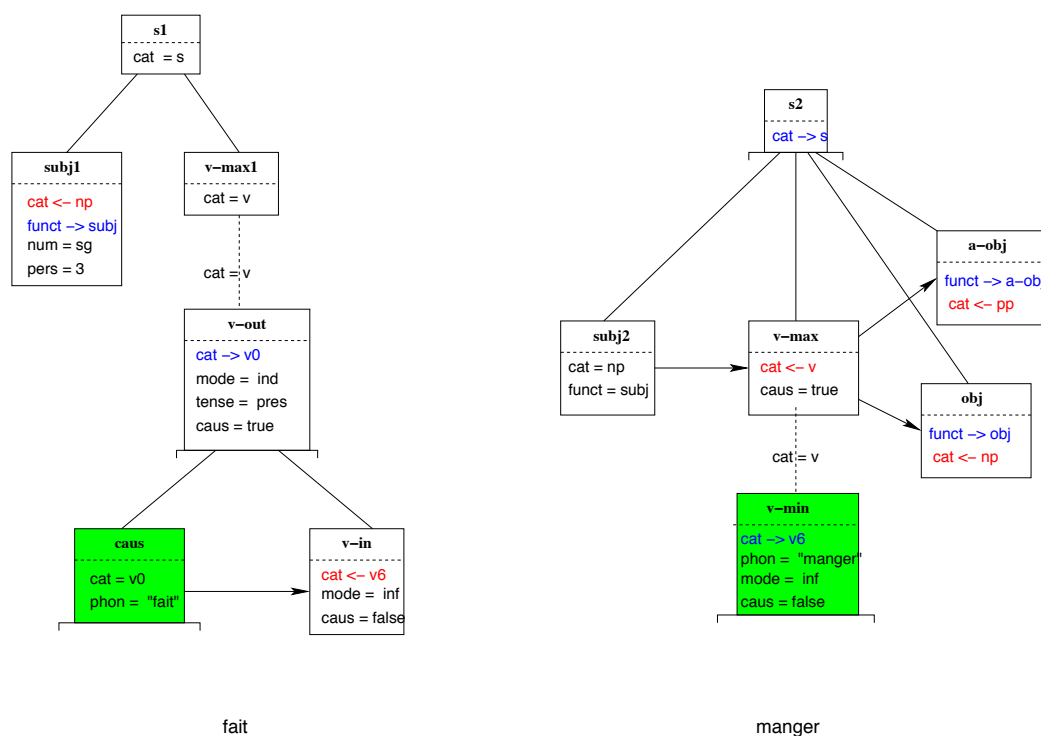 s1
cat = s
subj1
cat <- np
funct -> subj
num = sg
pers = 3
v-max1
cat = v
cat = v
v-out
cat -> v0
mode = ind
tense = pres
caus = true
caus
cat = v0
phon = "fait"
v-in
cat <- v6
mode = inf
caus = false
fait
s2
cat -> s
subj2
cat = np
funct = subj
v-max
cat <- v
caus = true
a-obj
funct -> a-obj
cat <- pp
obj
funct -> obj
cat <- np
cat = v
v-min
cat -> v6
phon = "manger"
mode = inf
caus = false
manger